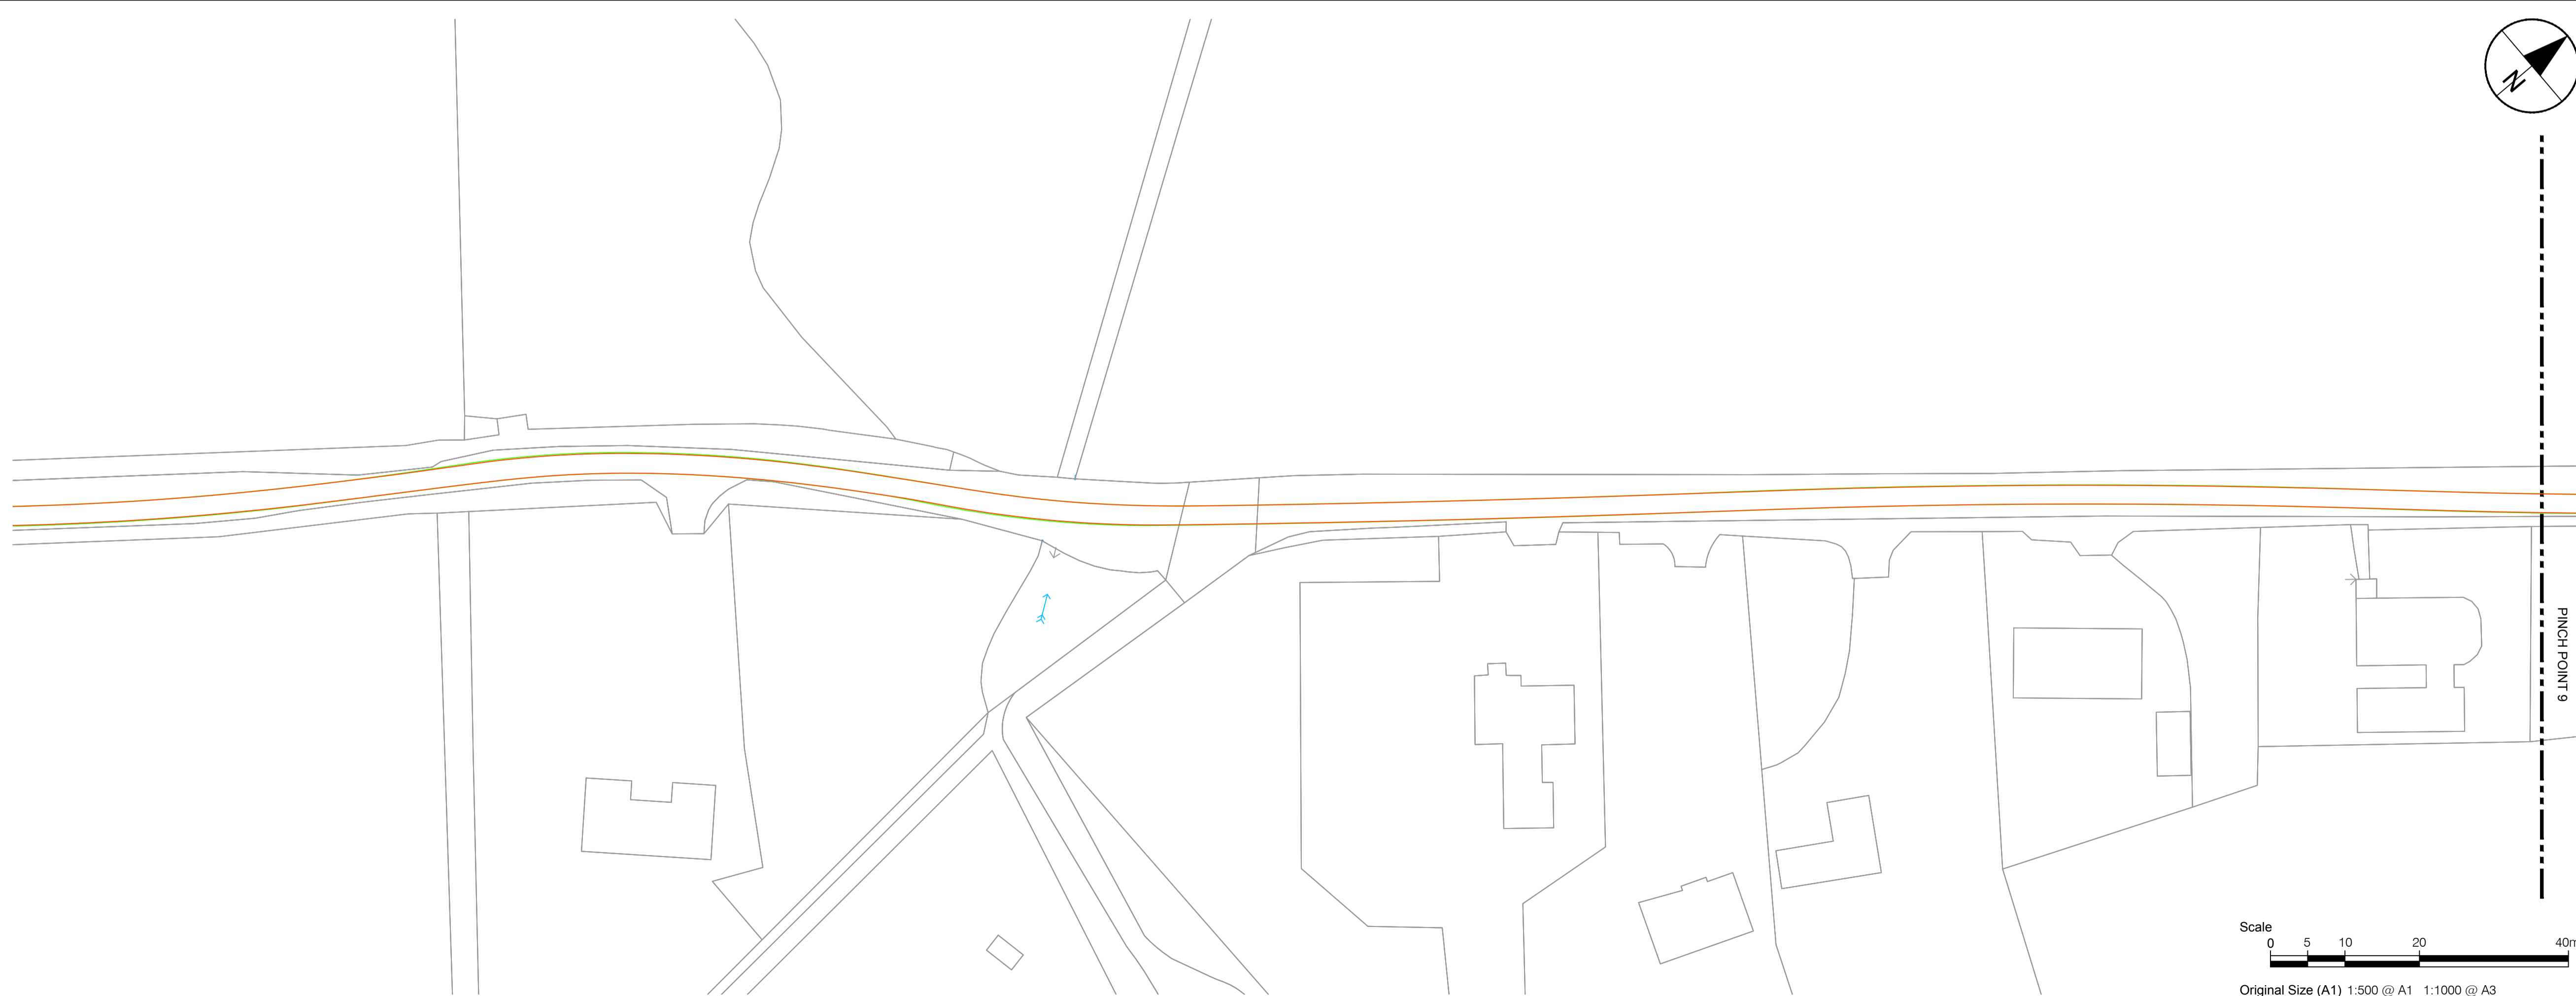 N
PINCH POINT 9
Scale
0 5 10 20 40m
Original Size (A1) 1:500 @ A1 1:1000 @ A3